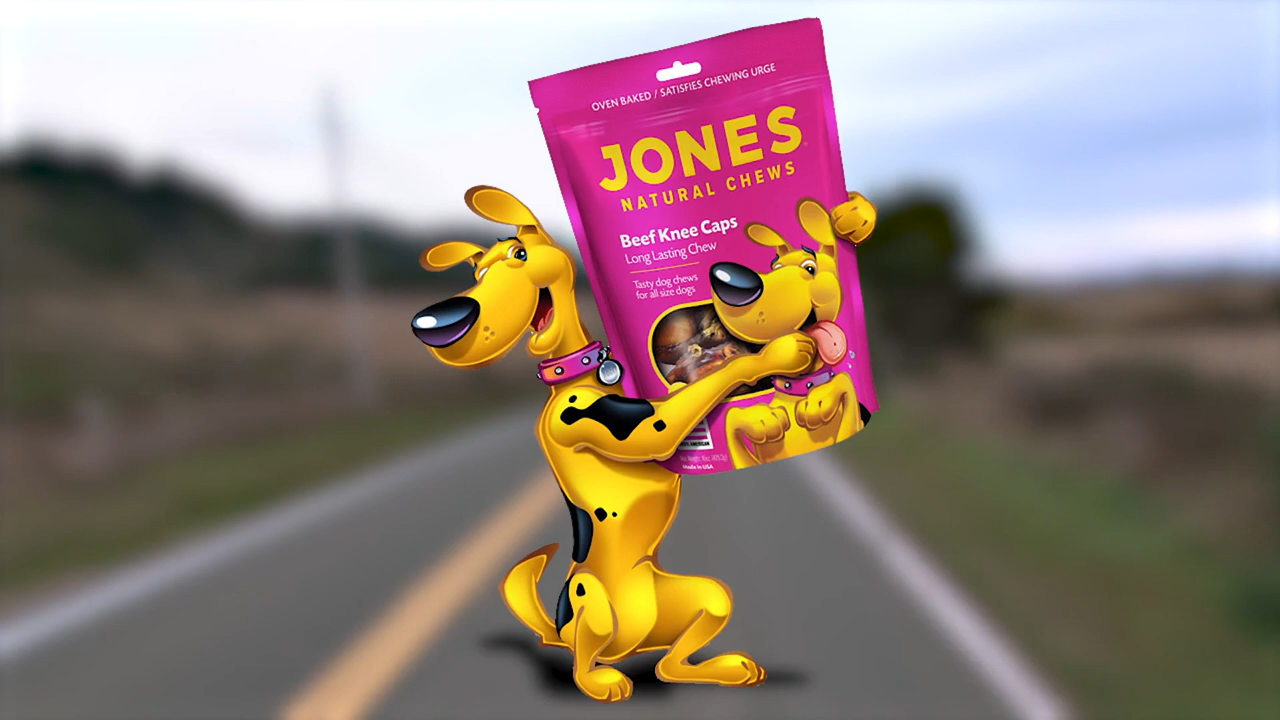 OVEN BAKED / SATISFIES CHEWING URGE
JONES
NATURAL CHEWS
Beef Knee Caps
Long Lasting Chew
Tasty dog chews
for all size dogs
Made in USA